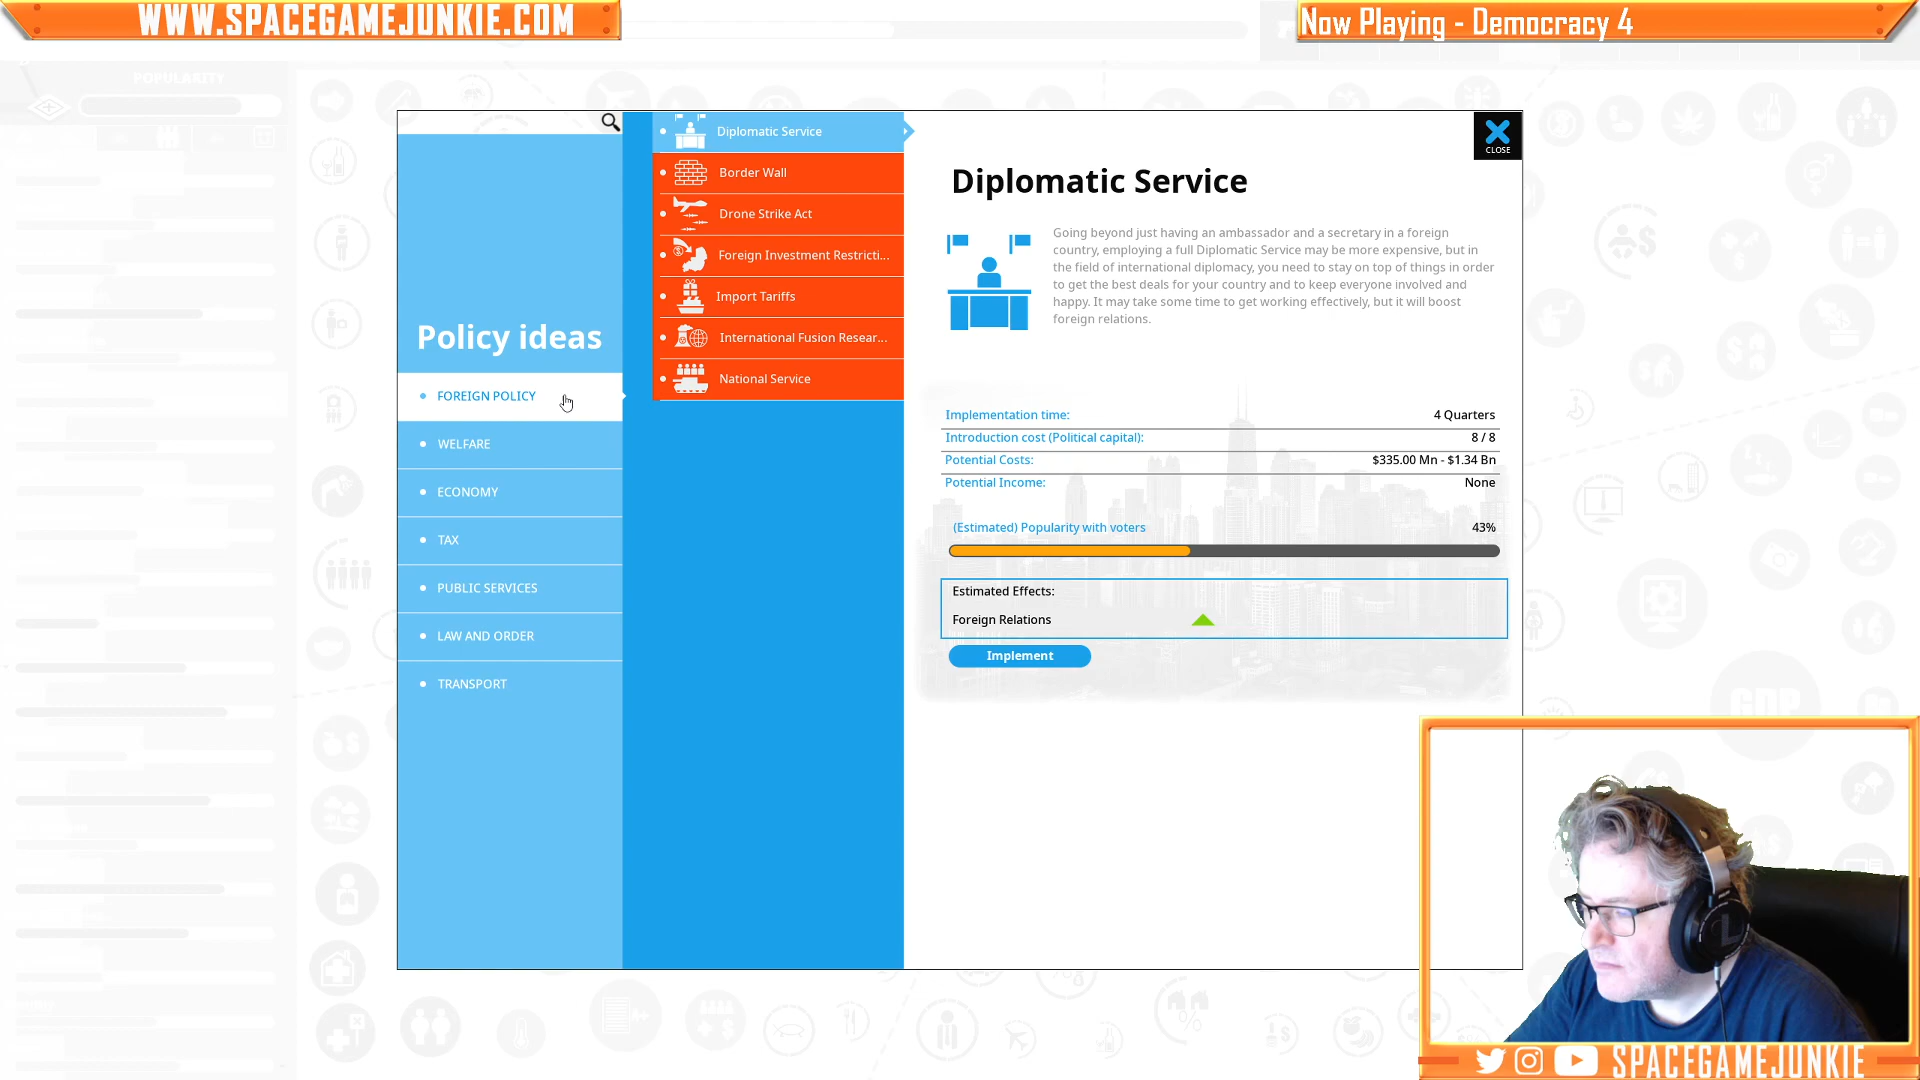 WWW.SPACEGAMEJUNKIE.COM
Now Playing - Democracy 4
POPULARITY
Policy ideas
FOREIGN POLICY
WELFARE
ECONOMY
TAX
PUBLIC SERVICES
LAW AND ORDER
TRANSPORT
Diplomatic Service
Border Wall
Drone Strike Act
Foreign Investment Restricti...
Import Tariffs
International Fusion Resear...
National Service
CLOSE
Diplomatic Service
Going beyond just having an ambassador and a secretary in a foreign
country, employing a full Diplomatic Service may be more expensive, but in
the field of international diplomacy, you need to stay on top of things in order
to get the best deals for your country and to keep everyone involved and
happy. It may take some time to get working effectively, but it will boost
foreign relations.
Implementation time: 4 Quarters
Introduction cost (Political capital): 8 / 8
Potential Costs: $335.00 Mn - $1.34 Bn
Potential Income: None
(Estimated) Popularity with voters 43%
Estimated Effects:
Foreign Relations
Implement
GDP
SPACEGAMEJUNKIE